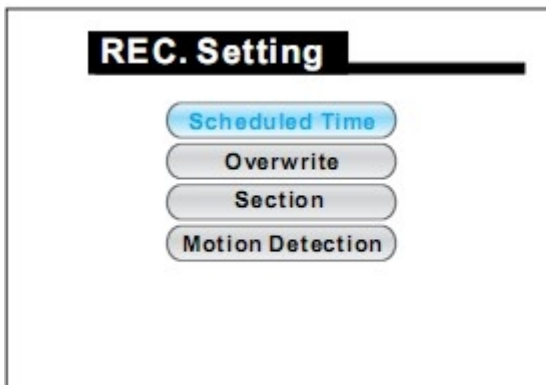 REC. Setting
Scheduled Time
Overwrite
Section
Motion Detection